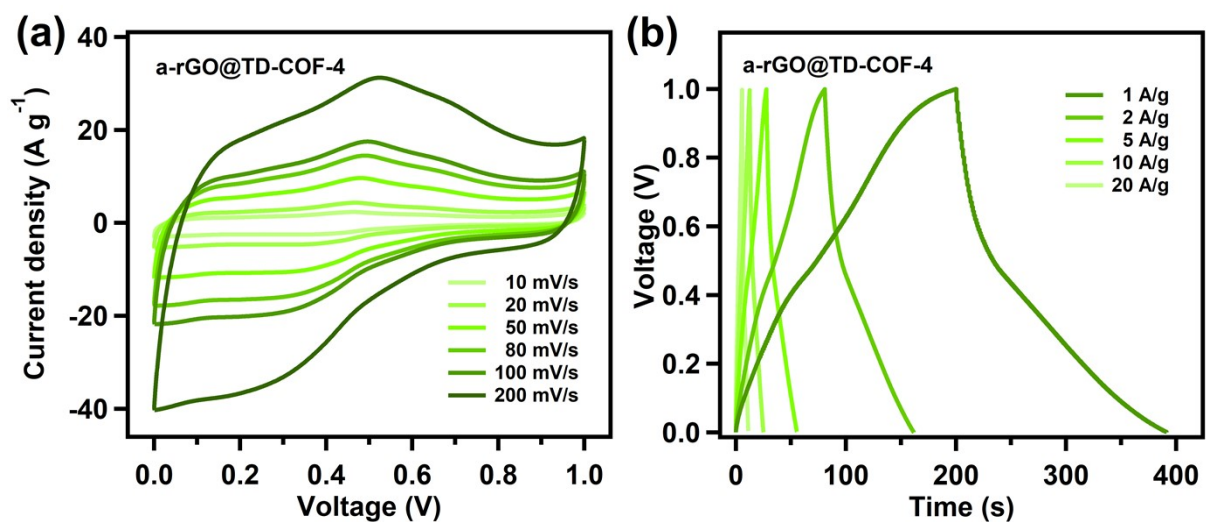 (a)
a-rGO@TD-COF-4
Current density (A g⁻¹)
40
20
0
-20
-40
10 mV/s
20 mV/s
50 mV/s
80 mV/s
100 mV/s
200 mV/s
0.0 0.2 0.4 0.6 0.8 1.0
Voltage (V)
(b)
a-rGO@TD-COF-4
Voltage (V)
1.0
0.8
0.6
0.4
0.2
0.0
1 A/g
2 A/g
5 A/g
10 A/g
20 A/g
0 100 200 300 400
Time (s)